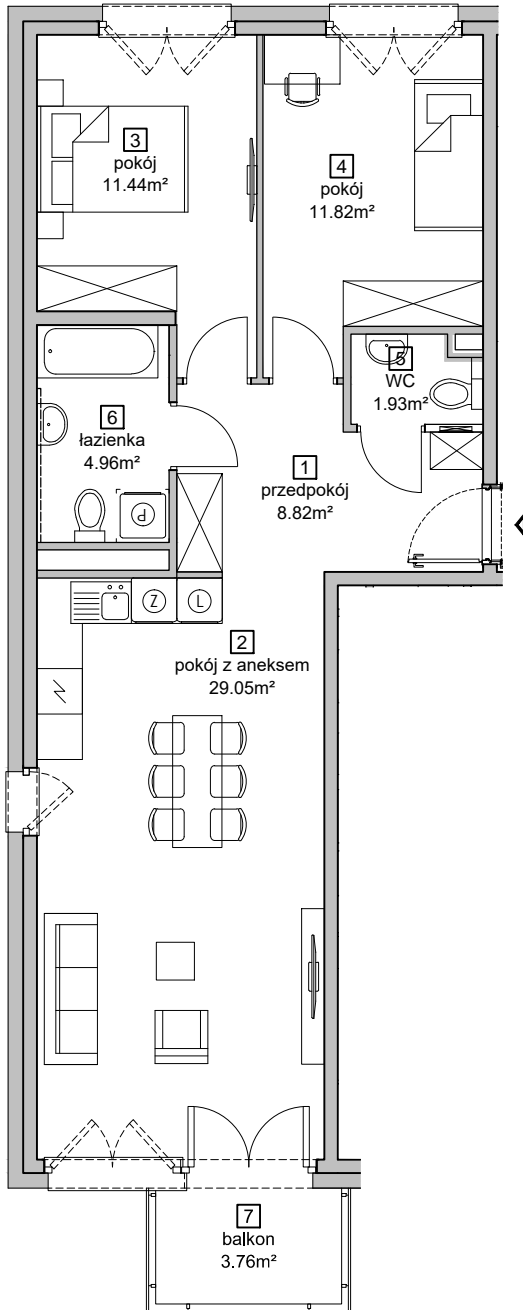 3
pokój
11.44m²
4
pokój
11.82m²
5
WC
1.93m²
6
łazienka
4.96m²
P
1
przedpokój
8.82m²
Z
L
2
pokój z aneksem
29.05m²
7
balkon
3.76m²